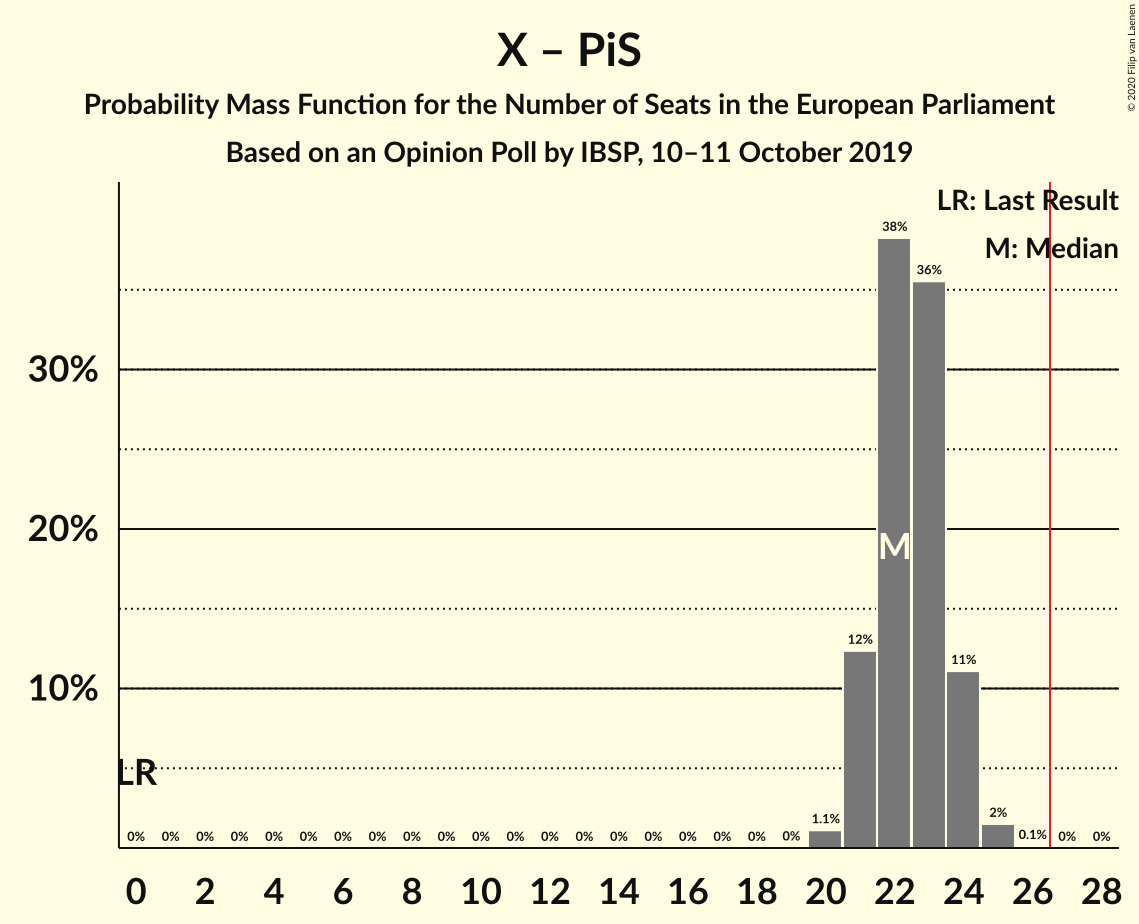 X – PiS
Probability Mass Function for the Number of Seats in the European Parliament
Based on an Opinion Poll by IBSP, 10–11 October 2019
© 2020 Filip van Laenen
LR: Last Result
M: Median
38%
36%
30%
20%
M
12%
11%
10%
LR
0% 0% 0% 0% 0% 0% 0% 0% 0% 0% 0% 0% 0% 0% 0% 0% 0% 0% 0% 0% 1.1% 2% 0.1% 0% 0%
0 2 4 6 8 10 12 14 16 18 20 22 24 26 28